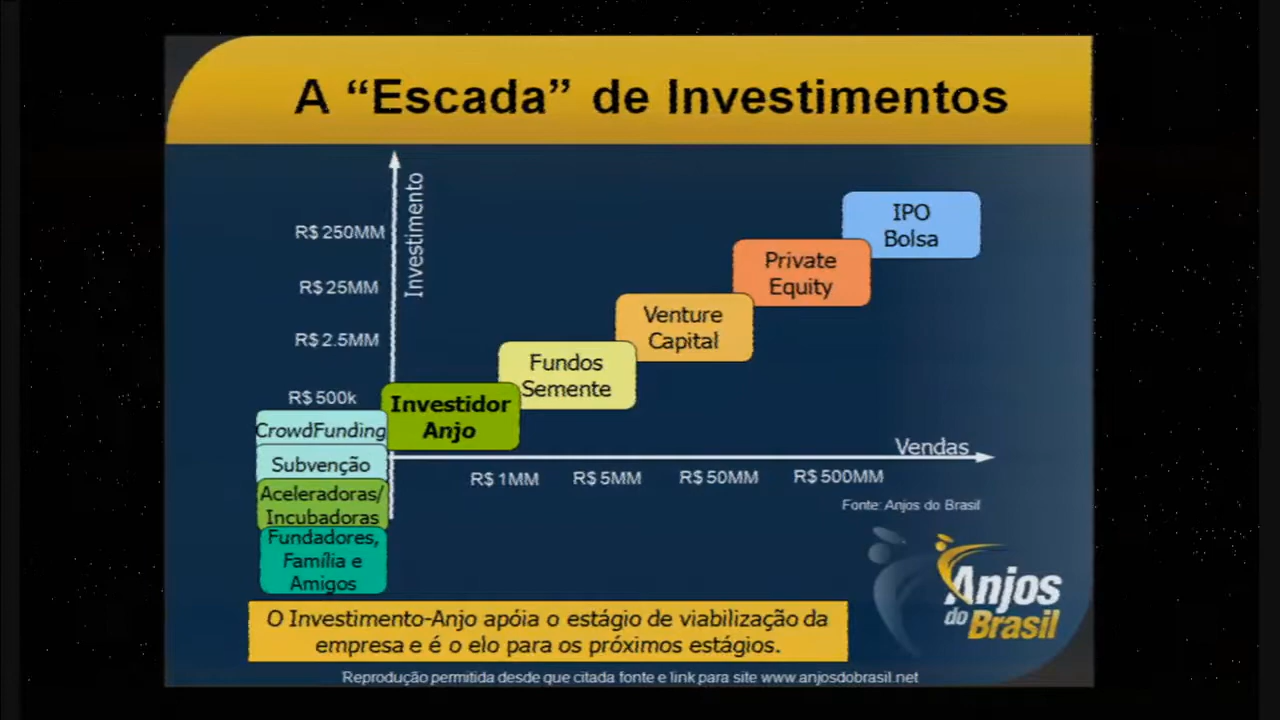 A “Escada” de Investimentos
Investimento
R$ 250MM
R$ 25MM
R$ 2.5MM
R$ 500k
IPO
Bolsa
Private
Equity
Venture
Capital
Fundos
Semente
Investidor
Anjo
CrowdFunding
Subvenção
Aceleradoras/
Incubadoras
Fundadores,
Família e
Amigos
Vendas
R$ 1MM
R$ 5MM
R$ 50MM
R$ 500MM
Fonte: Anjos do Brasil
Anjos
do Brasil
O Investimento-Anjo apóia o estágio de viabilização da
empresa e é o elo para os próximos estágios.
Reprodução permitida desde que citada fonte e link para site www.anjosdobrasil.net